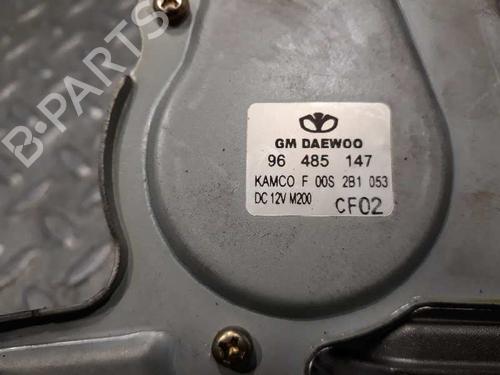 GM DAEWOO
96 485 147
KAMCO F 00S 2B1 053
DC 12V M200 CF02
B-PARTS